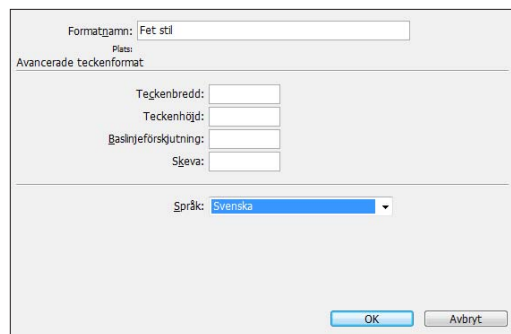 Formatnamn: Fet stil
Plats:
Avancerade teckenformat
Teckenbredd:
Teckenhöjd:
Baslinjeförskjutning:
Skeva:
Språk: Svenska
OK Avbryt